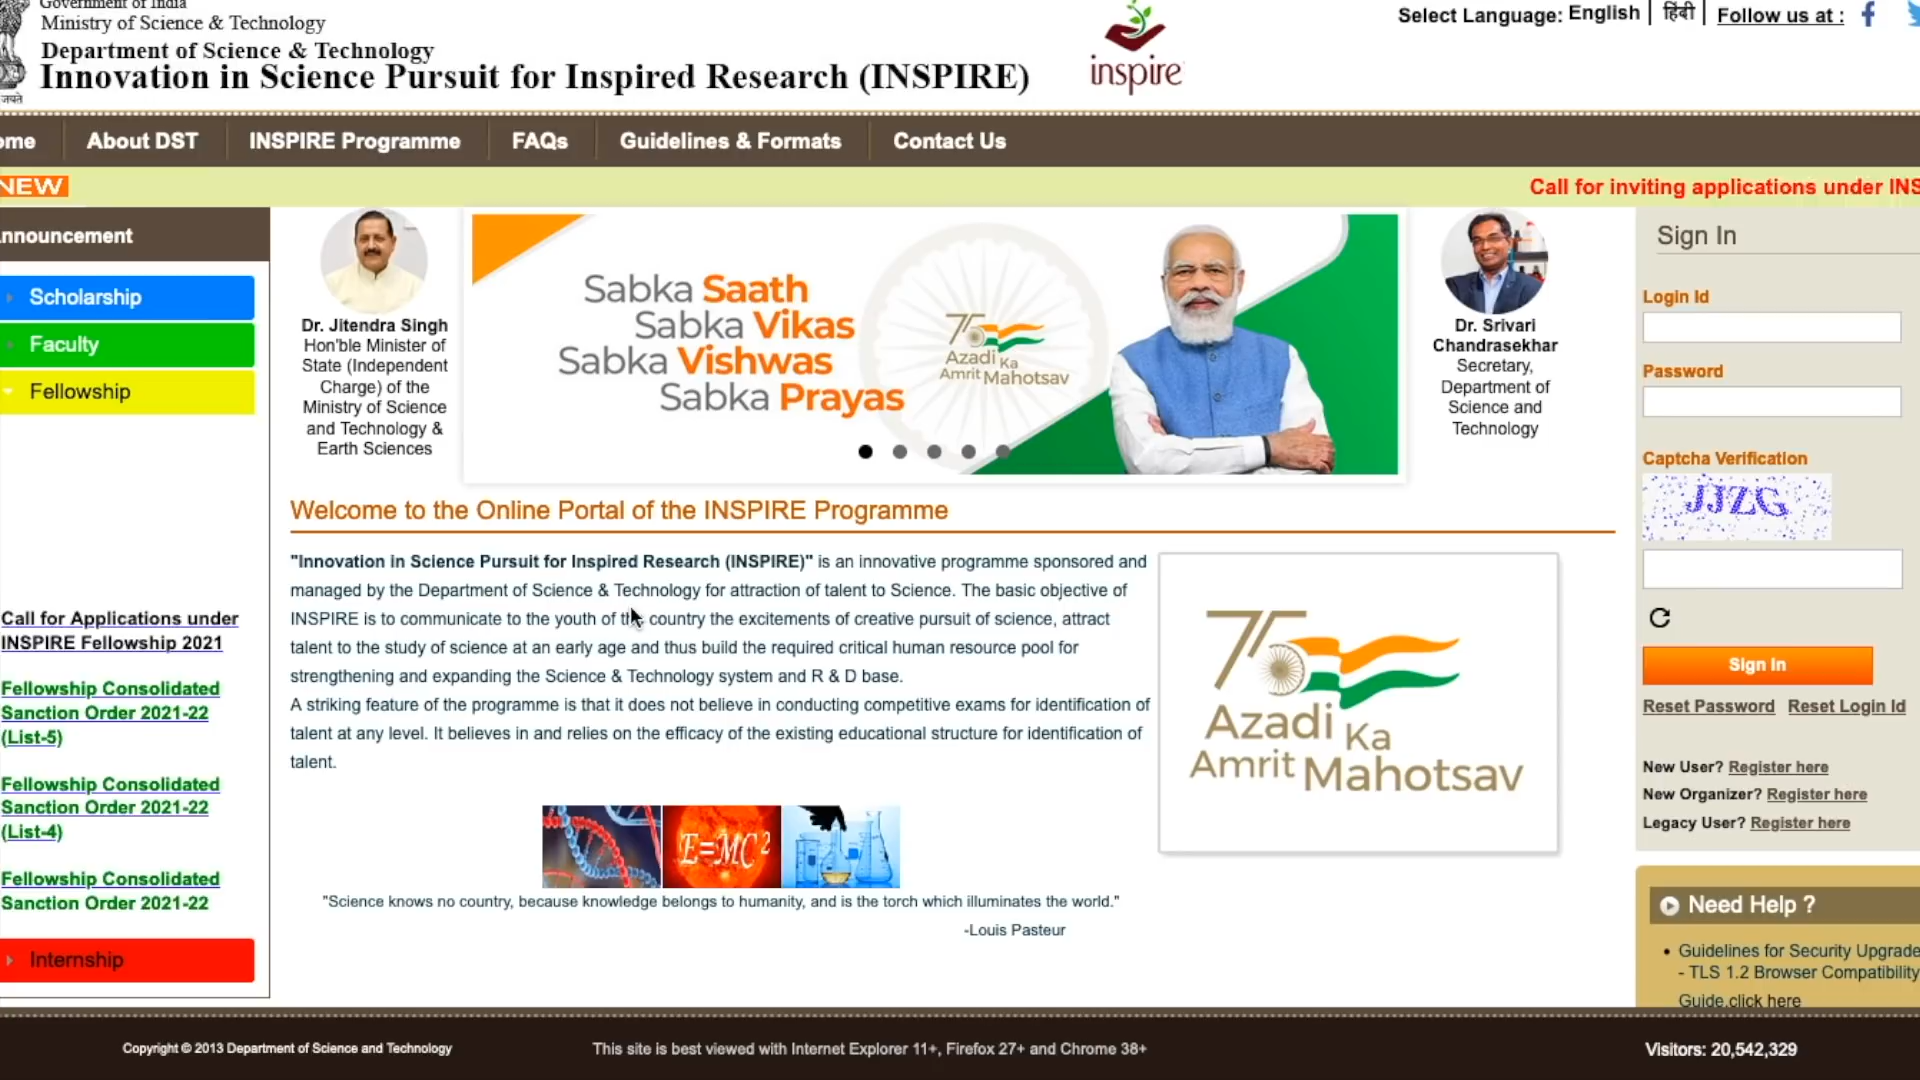 Government of India
Ministry of Science & Technology
Department of Science & Technology
Innovation in Science Pursuit for Inspired Research (INSPIRE)
जयते
inspire
Select Language: English | हिंदी | Follow us at :
ome
About DST
INSPIRE Programme
FAQs
Guidelines & Formats
Contact Us
NEW
Call for inviting applications under INS
nnouncement
Scholarship
Faculty
Fellowship
Call for Applications under
INSPIRE Fellowship 2021
Fellowship Consolidated
Sanction Order 2021-22
(List-5)
Fellowship Consolidated
Sanction Order 2021-22
(List-4)
Fellowship Consolidated
Sanction Order 2021-22
Internship
Dr. Jitendra Singh
Hon'ble Minister of
State (Independent
Charge) of the
Ministry of Science
and Technology &
Earth Sciences
Sabka Saath
Sabka Vikas
Sabka Vishwas
Sabka Prayas
75
Azadi Ka
Amrit Mahotsav
Dr. Srivari
Chandrasekhar
Secretary,
Department of
Science and
Technology
Welcome to the Online Portal of the INSPIRE Programme
"Innovation in Science Pursuit for Inspired Research (INSPIRE)" is an innovative programme sponsored and
managed by the Department of Science & Technology for attraction of talent to Science. The basic objective of
INSPIRE is to communicate to the youth of the country the excitements of creative pursuit of science, attract
talent to the study of science at an early age and thus build the required critical human resource pool for
strengthening and expanding the Science & Technology system and R & D base.
A striking feature of the programme is that it does not believe in conducting competitive exams for identification of
talent at any level. It believes in and relies on the efficacy of the existing educational structure for identification of
talent.
75
Azadi Ka
Amrit Mahotsav
E=MC2
"Science knows no country, because knowledge belongs to humanity, and is the torch which illuminates the world."
-Louis Pasteur
Sign In
Login Id
Password
Captcha Verification
JJZG
Sign In
Reset Password Reset Login Id
New User? Register here
New Organizer? Register here
Legacy User? Register here
Need Help ?
• Guidelines for Security Upgrade
- TLS 1.2 Browser Compatibility
Guide.click here
Copyright © 2013 Department of Science and Technology
This site is best viewed with Internet Explorer 11+, Firefox 27+ and Chrome 38+
Visitors: 20,542,329